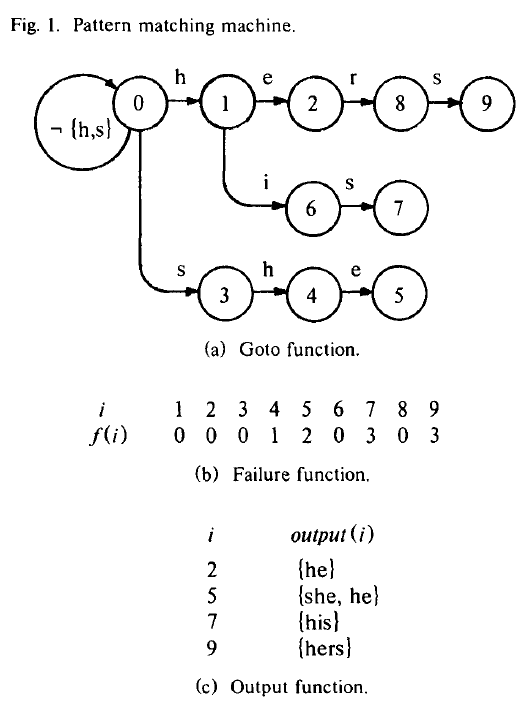 Fig. 1. Pattern matching machine.
h e r s
0 1 2 8 9
¬ {h,s}
i s
6 7
s h e
3 4 5
(a) Goto function.
i 1 2 3 4 5 6 7 8 9
f(i) 0 0 0 1 2 0 3 0 3
(b) Failure function.
i output(i)
2 {he}
5 {she, he}
7 {his}
9 {hers}
(c) Output function.